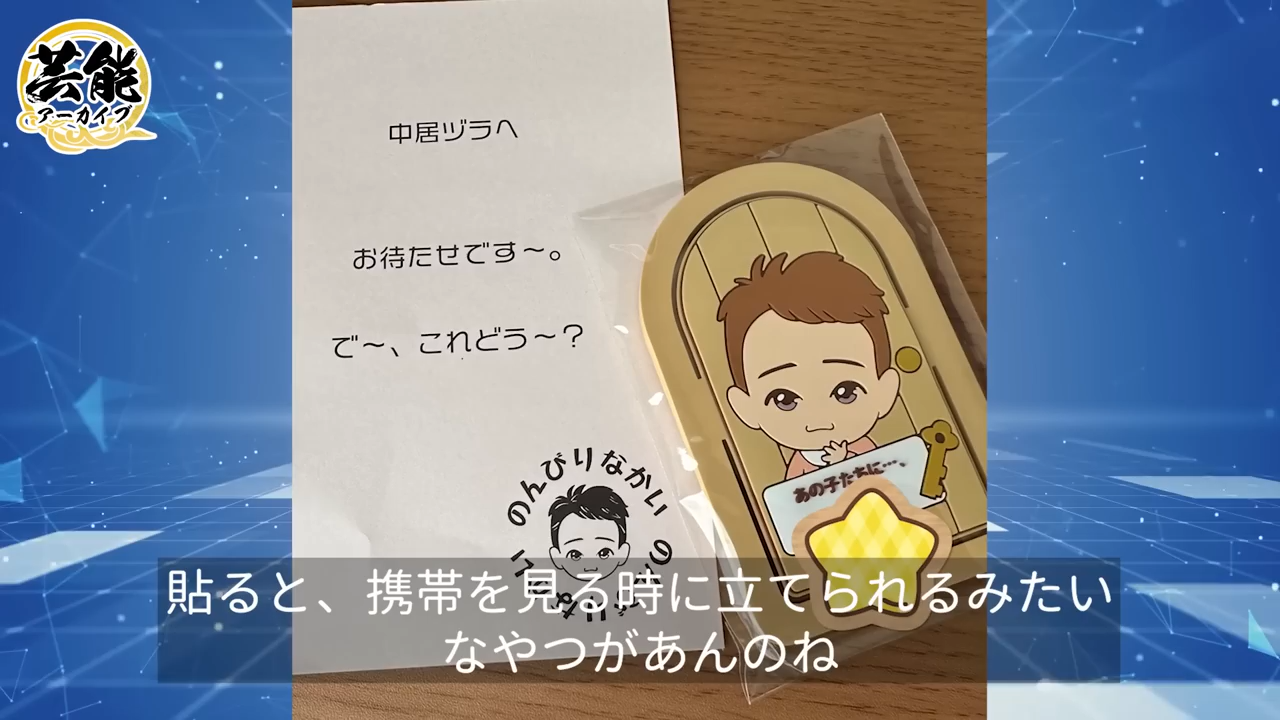 芸能
アーカイブ
中居ヅラへ
お待たせです～。
で～、これどう～？
のんびりなかい
あの子たちに…、
貼ると、携帯を見る時に立てられるみたい
なやつがあんのね